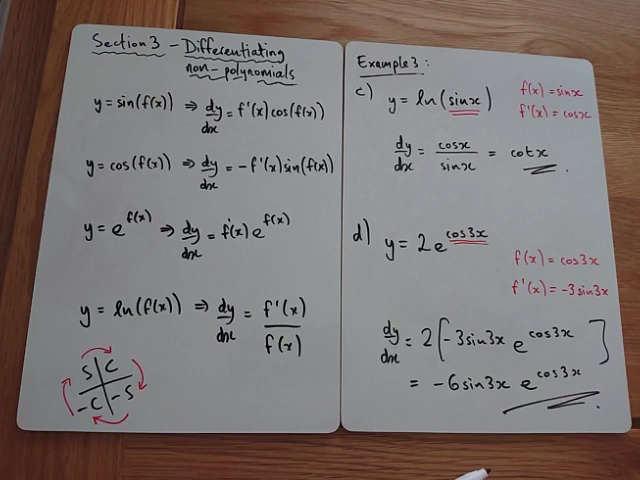 Section 3 - Differentiating
non-polynomials
y = sin(f(x)) ⇒ dy/dx = f'(x) cos(f(x))
y = cos(f(x)) ⇒ dy/dx = -f'(x) sin(f(x))
y = e^f(x) ⇒ dy/dx = f'(x) e^f(x)
y = ln(f(x)) ⇒ dy/dx = f'(x)/f(x)
S C
-C -S
Example 3:
c) y = ln(sinx) f(x) = sinx
f'(x) = cosx
dy/dx = cosx/sinx = cotx.
d) y = 2e^cos3x
f(x) = cos3x
f'(x) = -3sin3x
dy/dx = 2[-3sin3x e^cos3x]
= -6sin3x e^cos3x.